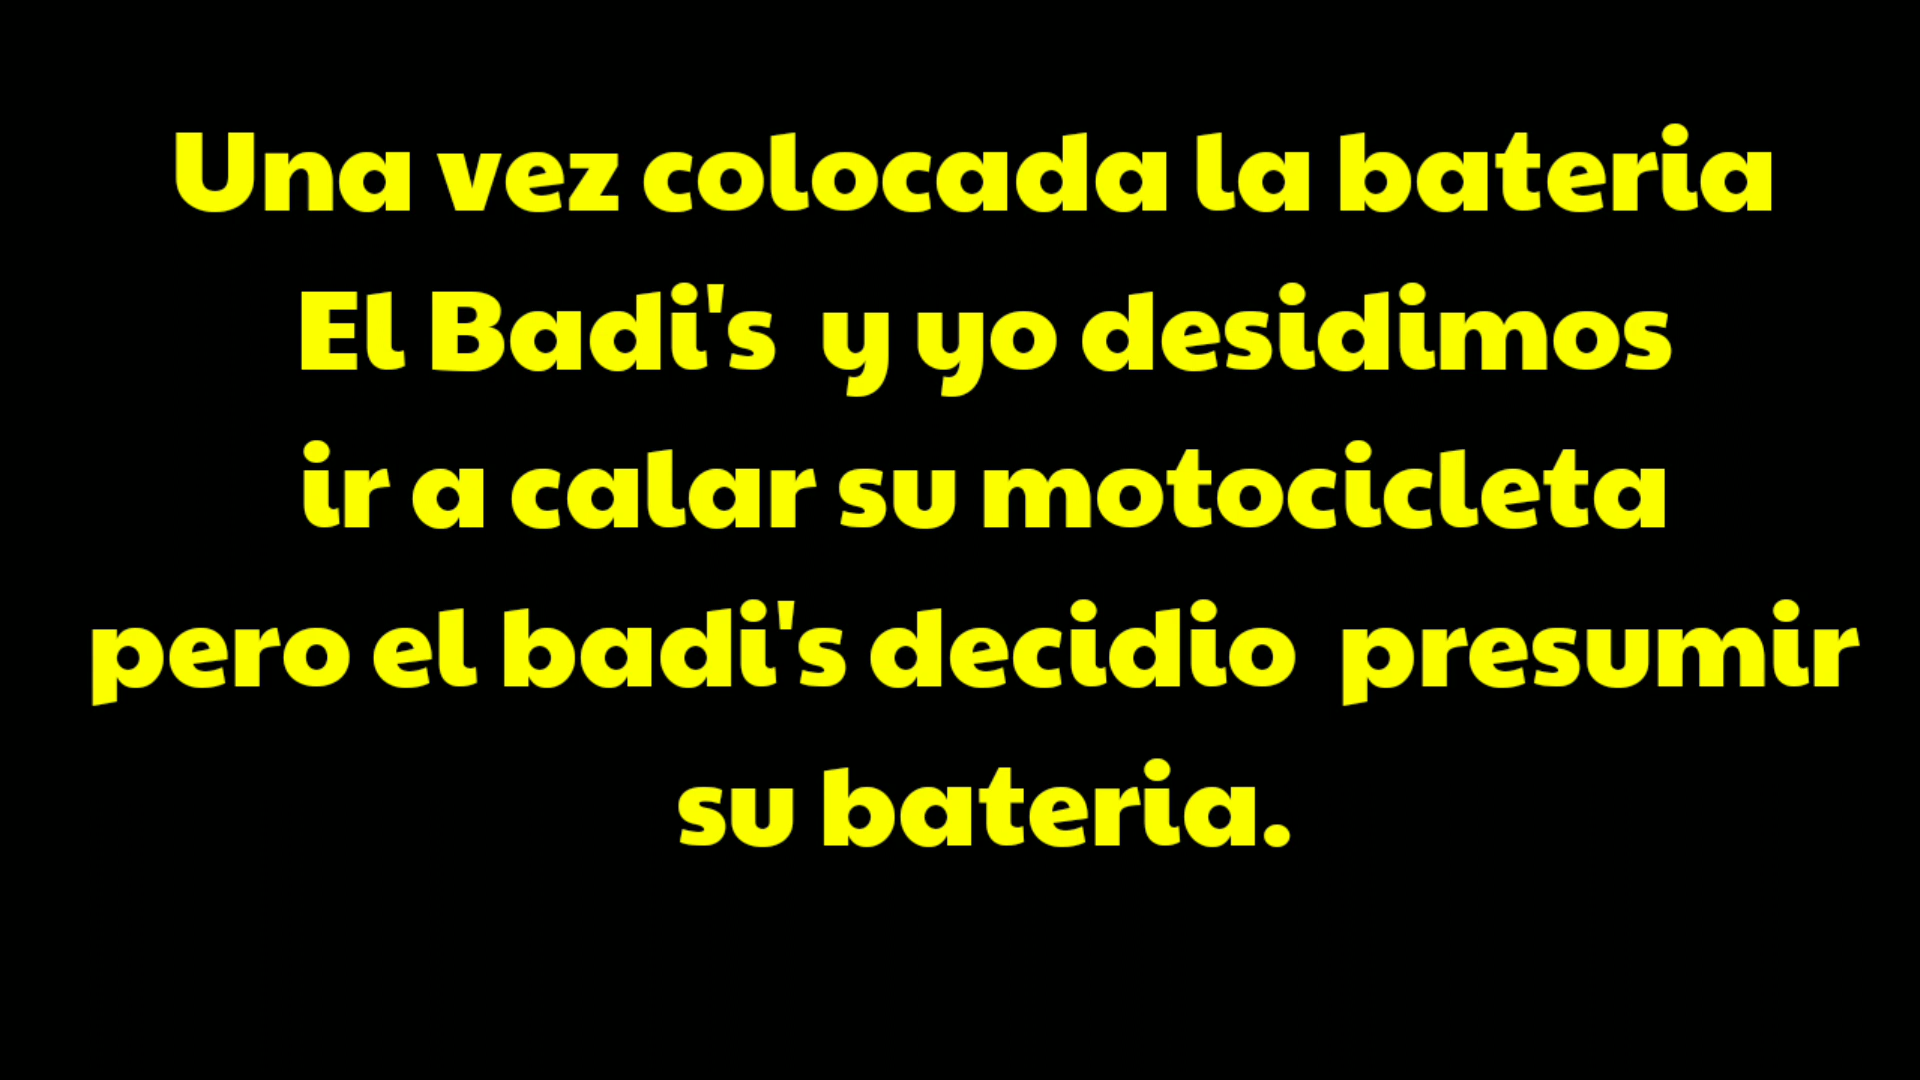 Una vez colocada la bateria
El Badi's y yo desidimos
ir a calar su motocicleta
pero el badi's decidio presumir
su bateria.